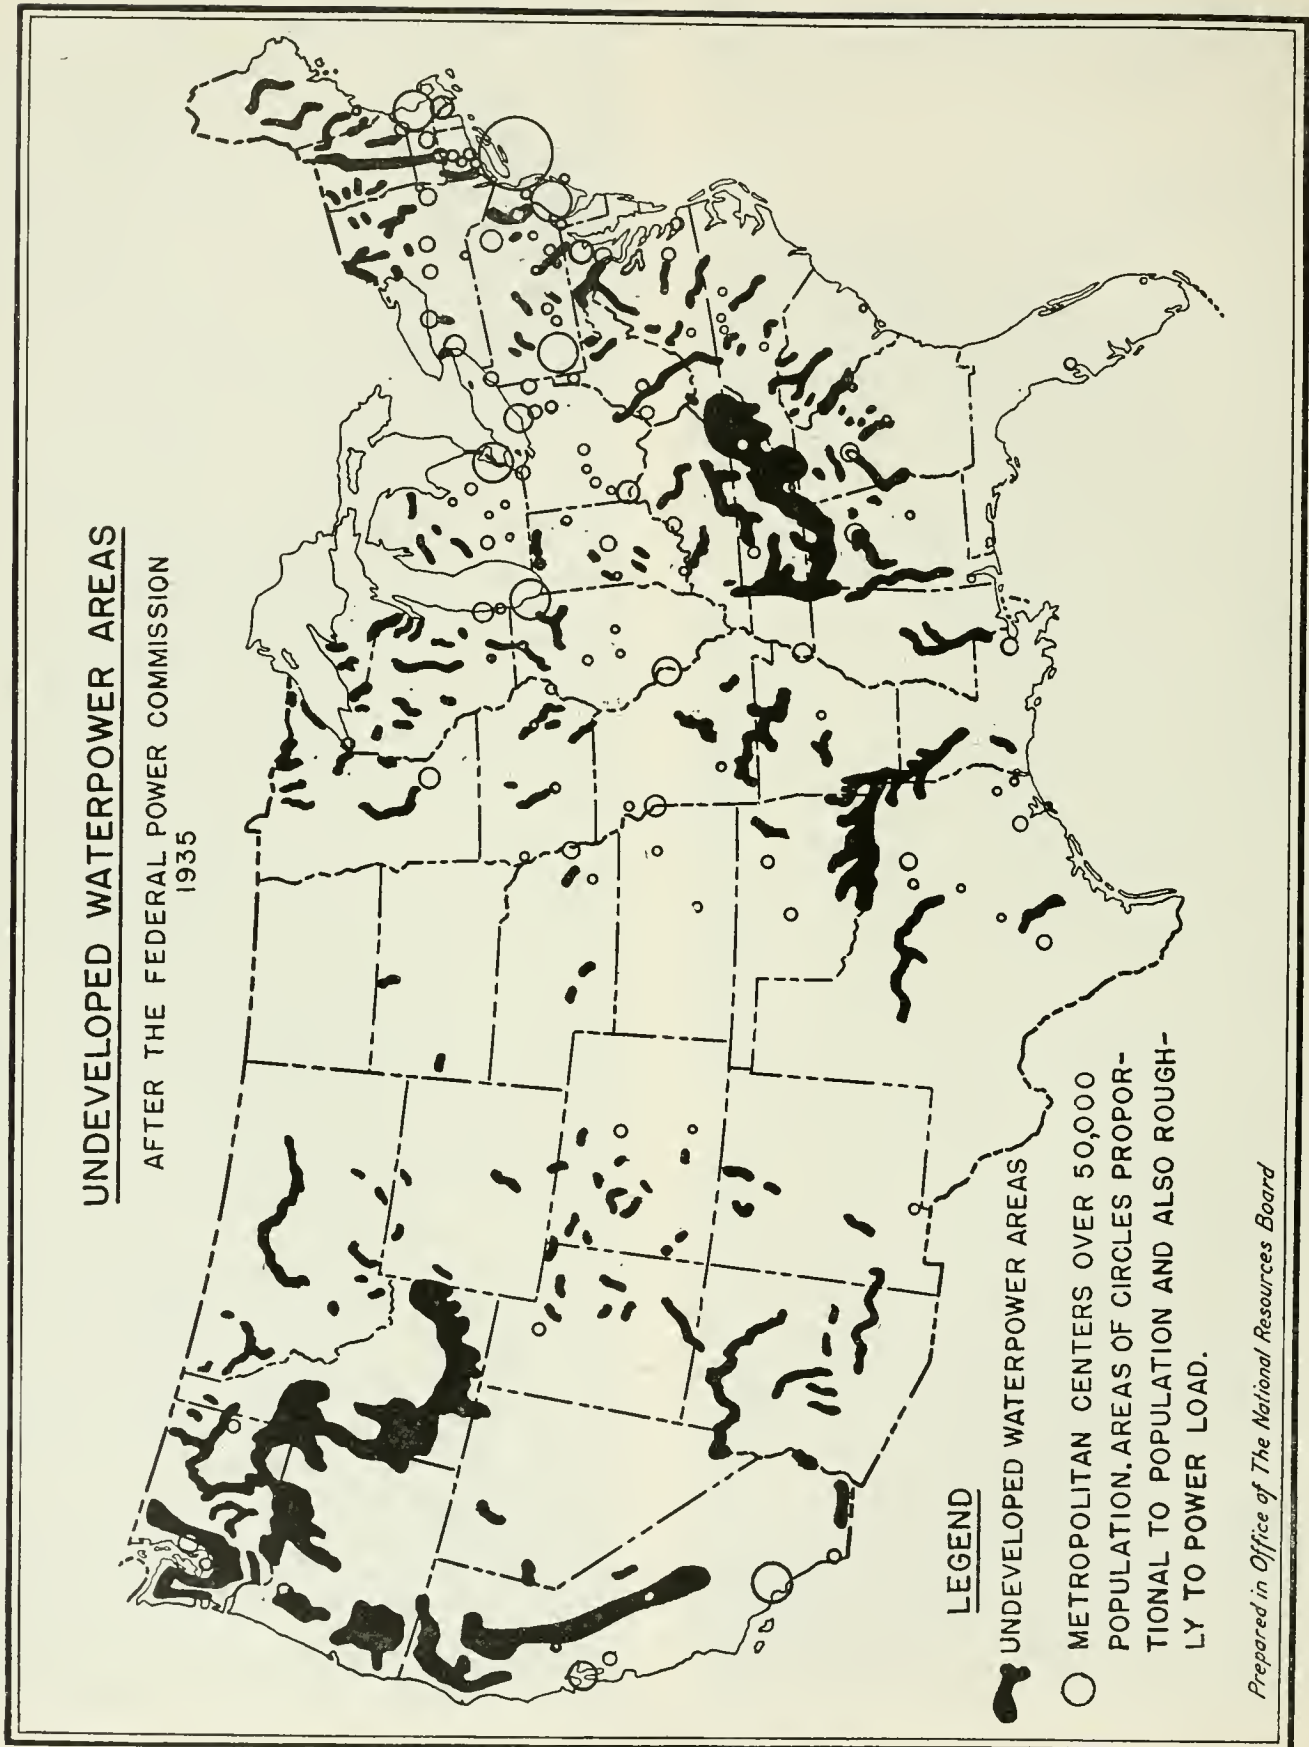 UNDEVELOPED WATERPOWER AREAS
AFTER THE FEDERAL POWER COMMISSION
1935
LEGEND
UNDEVELOPED WATERPOWER AREAS
METROPOLITAN CENTERS OVER 50,000
POPULATION. AREAS OF CIRCLES PROPOR-
TIONAL TO POPULATION AND ALSO ROUGH-
LY TO POWER LOAD.
Prepared in Office of The National Resources Board